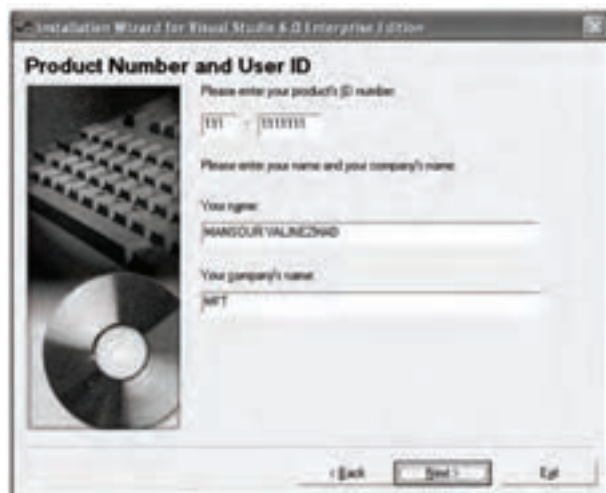 Installation Wizard for Visual Studio 6.0 Enterprise Edition
Product Number and User ID
Please enter your product's ID number:
111 - 1111111
Please enter your name and your company's name:
Your name:
MANSOUR VALINEZHAD
Your company's name:
MFT
< Back Next > Exit